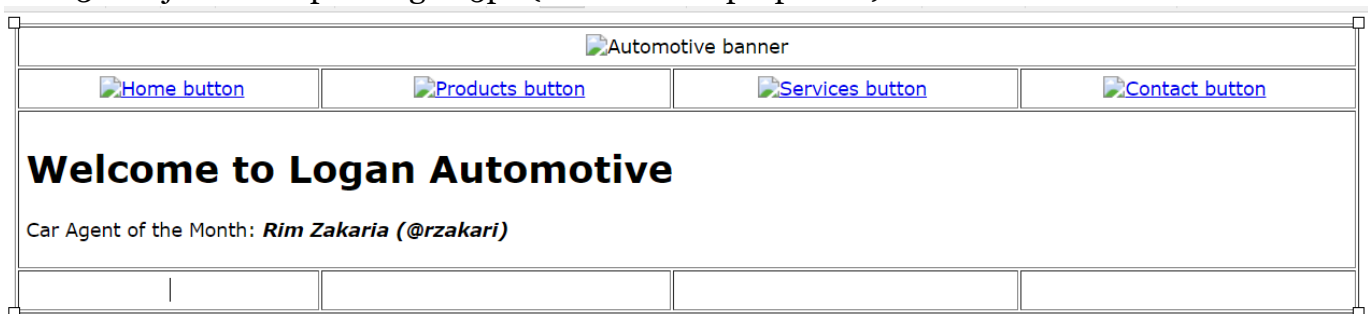 Automotive banner
Home button Products button Services button Contact button
Welcome to Logan Automotive
Car Agent of the Month: Rim Zakaria (@rzakari)